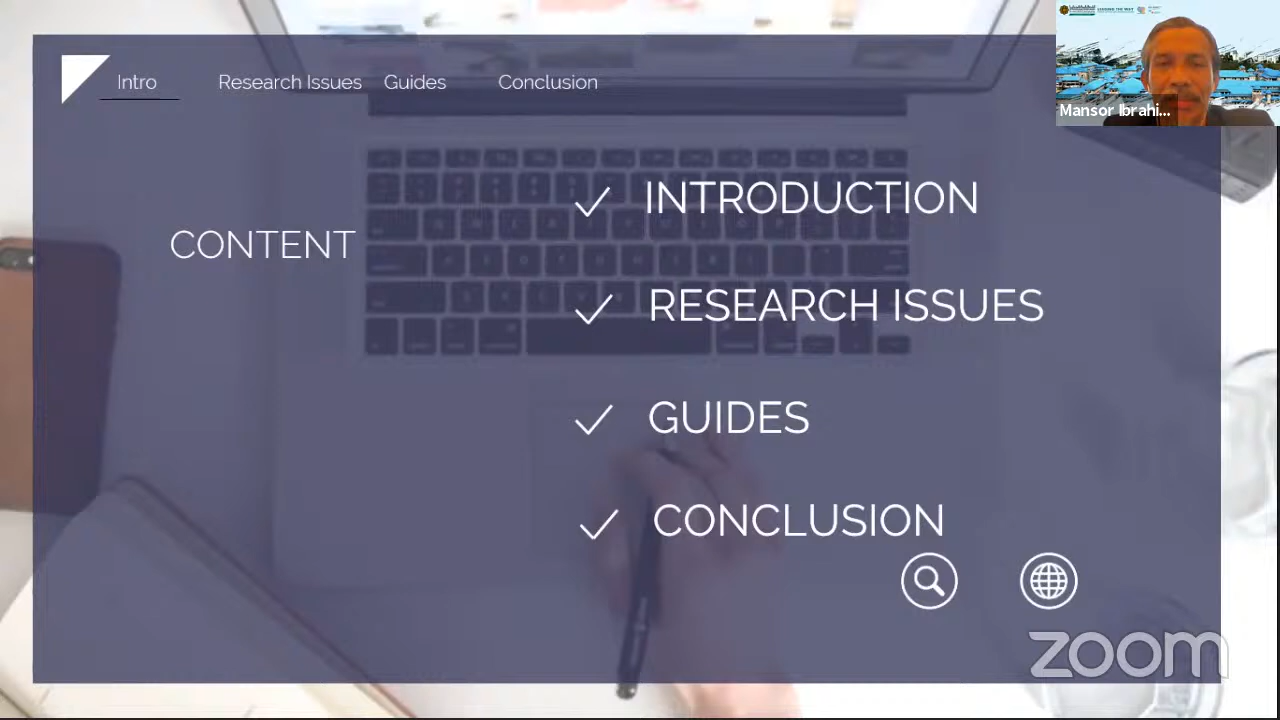 Intro Research Issues Guides Conclusion
Mansor Ibrahi...
CONTENT
INTRODUCTION
RESEARCH ISSUES
GUIDES
CONCLUSION
zoom